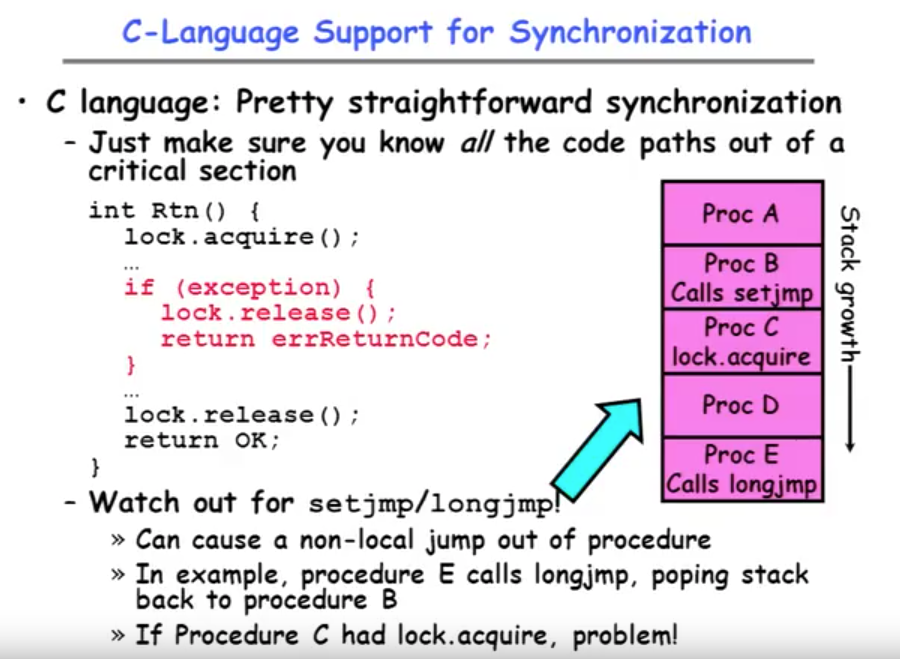 C-Language Support for Synchronization
• C language: Pretty straightforward synchronization
– Just make sure you know all the code paths out of a
critical section
int Rtn() {
lock.acquire();
…
if (exception) {
lock.release();
return errReturnCode;
}
…
lock.release();
return OK;
}
Proc A
Proc B
Calls setjmp
Proc C
lock.acquire
Proc D
Proc E
Calls longjmp
Stack growth
– Watch out for setjmp/longjmp!
» Can cause a non-local jump out of procedure
» In example, procedure E calls longjmp, poping stack
back to procedure B
» If Procedure C had lock.acquire, problem!